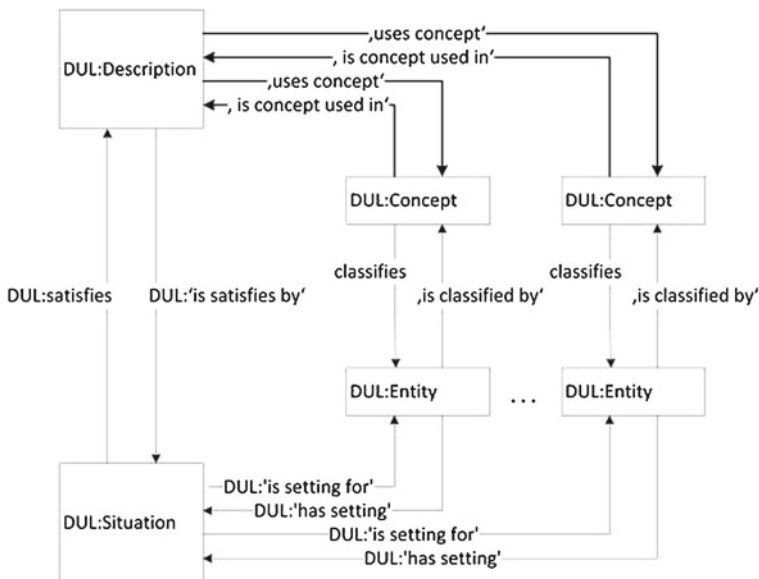 ‚uses concept‘
DUL:Description
‚ is concept used in‘
‚uses concept‘
‚ is concept used in‘
DUL:Concept
DUL:Concept
classifies
classifies
DUL:satisfies
DUL:‘is satisfies by‘
‚is classified by‘
‚is classified by‘
DUL:Entity
...
DUL:Entity
DUL:'is setting for'
DUL:'has setting'
DUL:Situation
DUL:'is setting for'
DUL:'has setting'